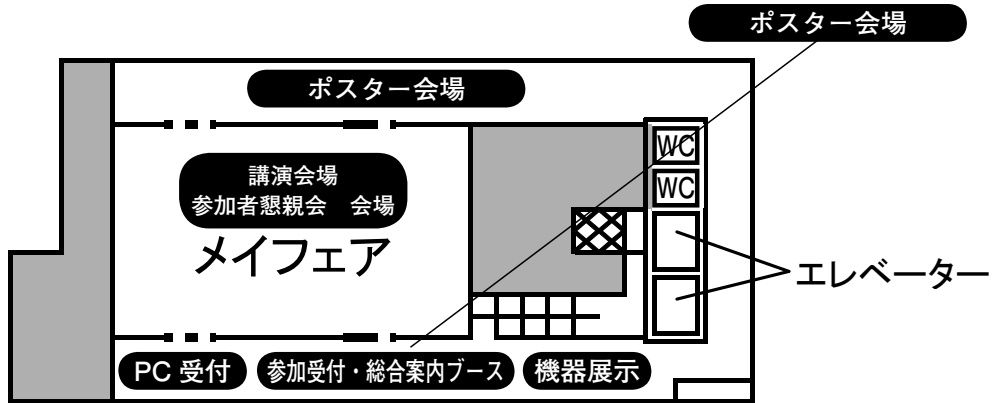 ポスター会場
ポスター会場
講演会場
参加者懇親会　会場
メイフェア
WC
WC
エレベーター
PC 受付
参加受付・総合案内ブース
機器展示